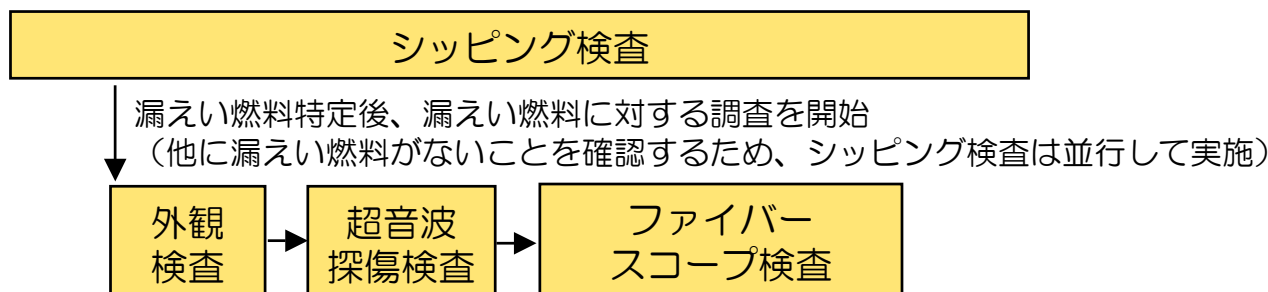 シッピング検査
漏えい燃料特定後、漏えい燃料に対する調査を開始
（他に漏えい燃料がないことを確認するため、シッピング検査は並行して実施）
外観
検査
超音波
探傷検査
ファイバー
スコープ検査